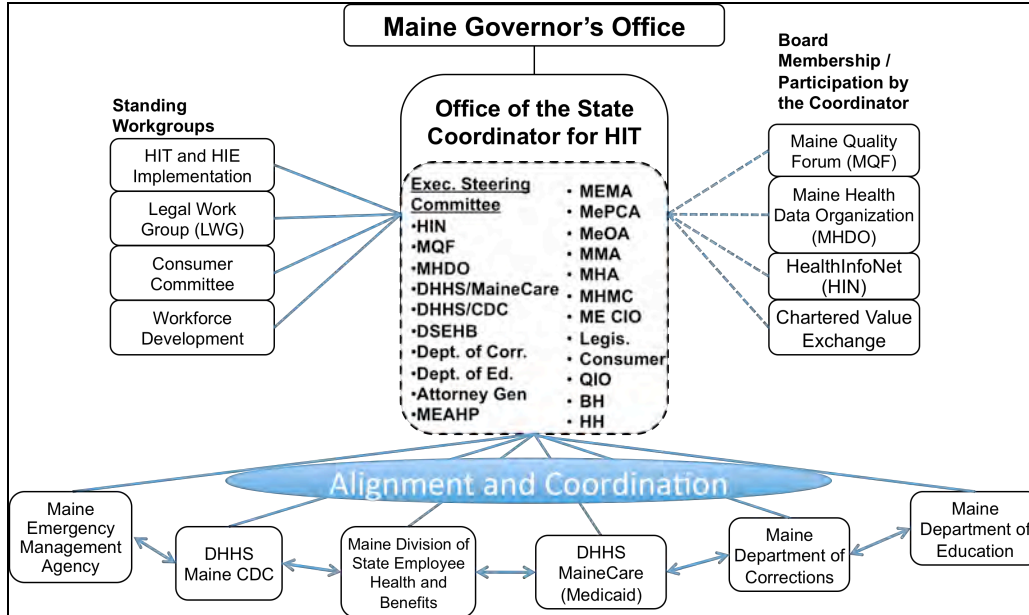 Maine Governor's Office
Standing
Workgroups
HIT and HIE
Implementation
Legal Work
Group (LWG)
Consumer
Committee
Workforce
Development
Office of the State
Coordinator for HIT
Exec. Steering
Committee
•HIN
•MQF
•MHDO
•DHHS/MaineCare
•DHHS/CDC
•DSEHB
•Dept. of Corr.
•Dept. of Ed.
•Attorney Gen
•MEAHP
• MEMA
• MePCA
• MeOA
• MMA
• MHA
• MHMC
• ME CIO
• Legis.
• Consumer
• QIO
• BH
• HH
Board
Membership /
Participation by
the Coordinator
Maine Quality
Forum (MQF)
Maine Health
Data Organization
(MHDO)
HealthInfoNet
(HIN)
Chartered Value
Exchange
Alignment and Coordination
Maine
Emergency
Management
Agency
DHHS
Maine CDC
Maine Division of
State Employee
Health and
Benefits
DHHS
MaineCare
(Medicaid)
Maine
Department of
Corrections
Maine
Department of
Education